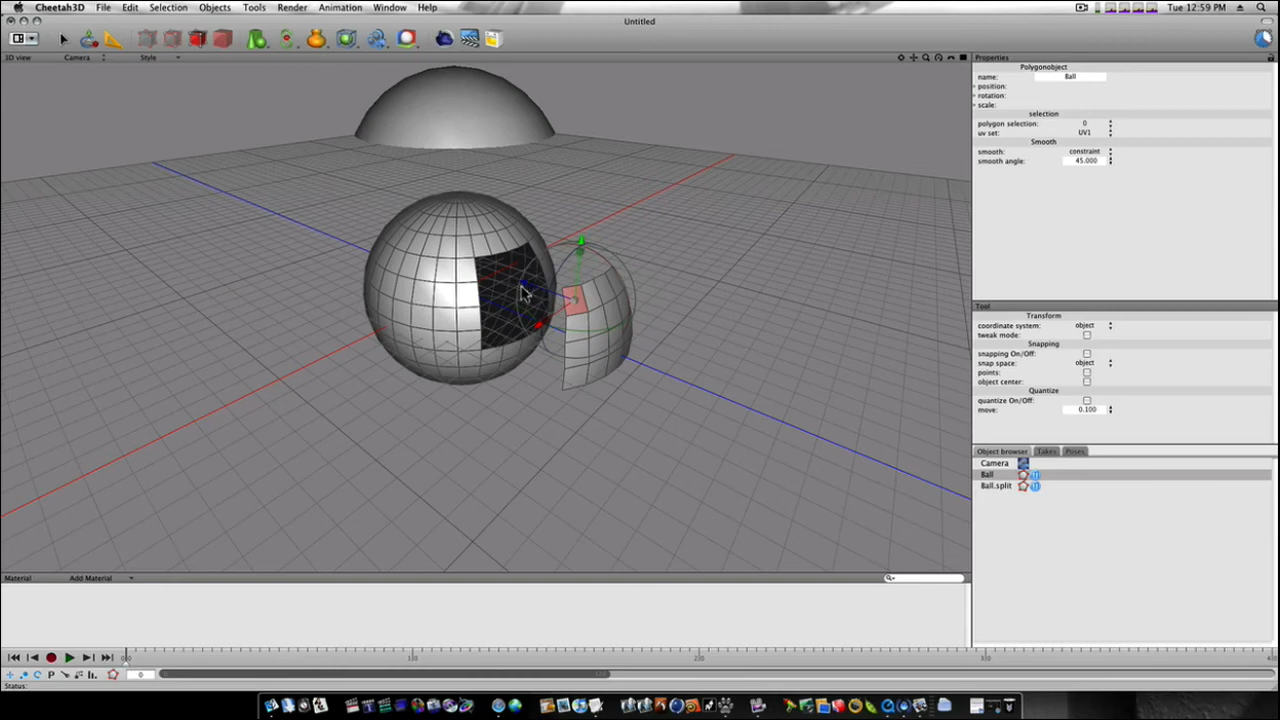 Cheetah3D File Edit Selection Objects Tools Render Animation Window Help Tue 12:59 PM
Untitled
3D view Camera Style
Properties
Polygonobject
name: Ball
position:
rotation:
scale:
selection
polygon selection: 0
uv set: UV1
Smooth
smooth: constraint
smooth angle: 45.000
Tool
Transform
coordinate system: object
tweak mode:
Snapping
snapping On/Off:
snap space: object
points:
object center:
Quantize
quantize On/Off:
move: 0.100
Object browser Takes Poses
Camera
Ball
Ball.split
Material Add Material
P 0
Status: